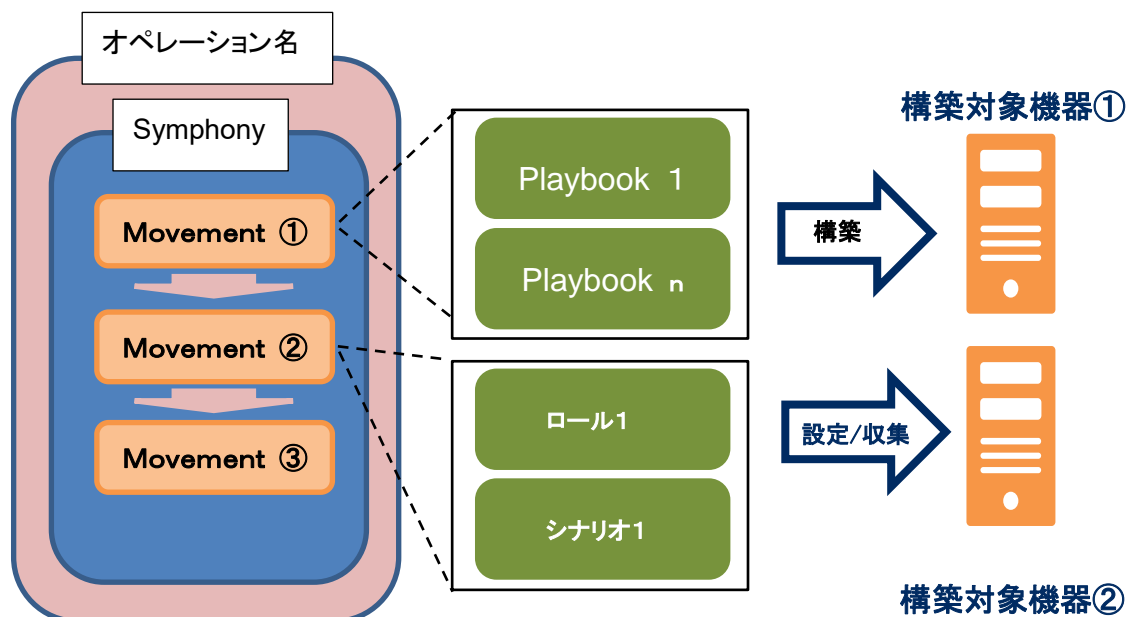 オペレーション名
Symphony
Movement ①
Movement ②
Movement ③
Playbook １
Playbook ｎ
ロール1
シナリオ1
構築
設定/収集
構築対象機器①
構築対象機器②